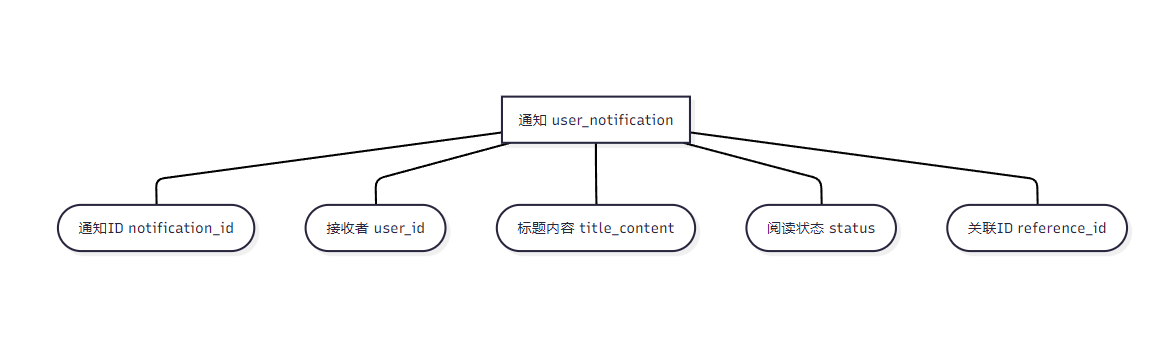 通知 user_notification
通知ID notification_id
接收者 user_id
标题内容 title_content
阅读状态 status
关联ID reference_id